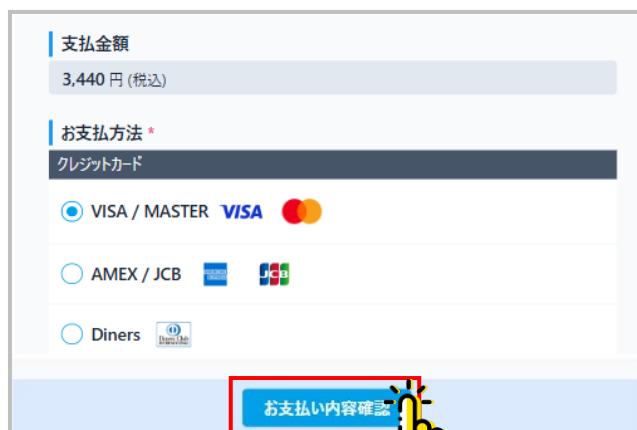 支払金額
3,440 円 (税込)
お支払方法 *
クレジットカード
VISA / MASTER VISA
AMEX / JCB JCB
Diners
お支払い内容確認